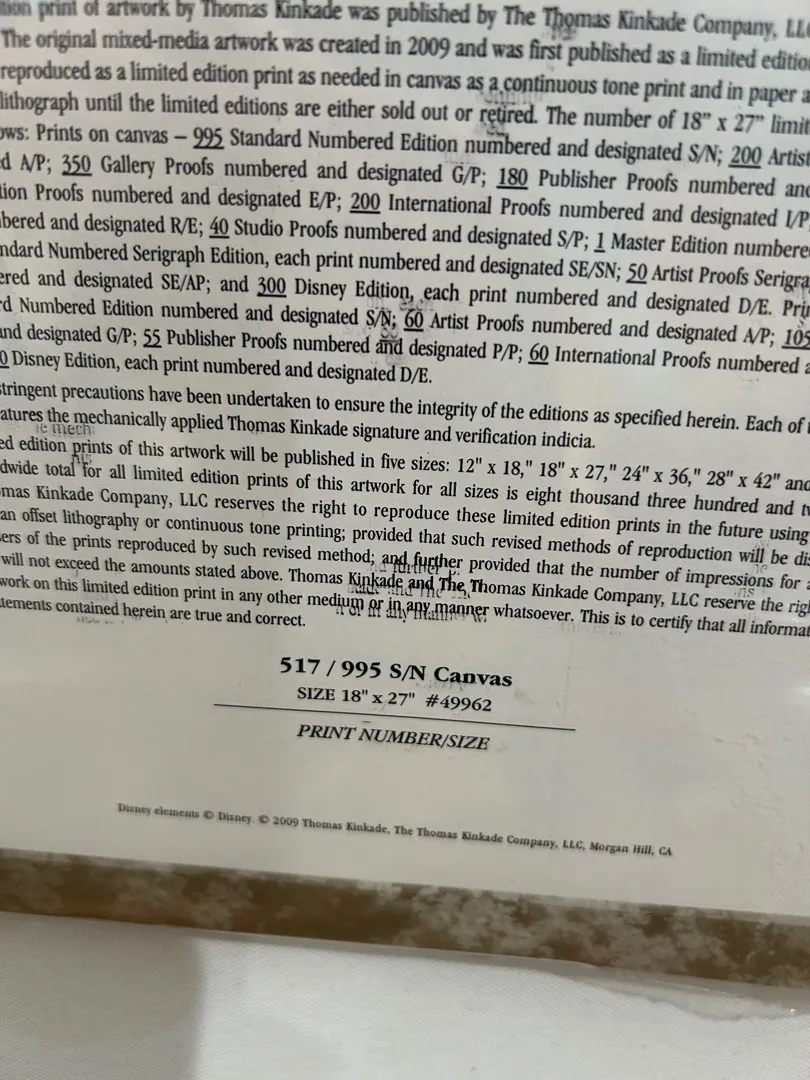 tion print of artwork by Thomas Kinkade was published by The Thomas Kinkade Company, LLC
The original mixed-media artwork was created in 2009 and was first published as a limited editio
reproduced as a limited edition print as needed in canvas as a continuous tone print and in paper a
lithograph until the limited editions are either sold out or retired. The number of 18" x 27" limit
ows: Prints on canvas – 995 Standard Numbered Edition numbered and designated S/N; 200 Artist
d A/P; 350 Gallery Proofs numbered and designated G/P; 180 Publisher Proofs numbered and
tion Proofs numbered and designated E/P; 200 International Proofs numbered and designated I/P
bered and designated R/E; 40 Studio Proofs numbered and designated S/P; 1 Master Edition numbere
ndard Numbered Serigraph Edition, each print numbered and designated SE/SN; 50 Artist Proofs Serigra
ered and designated SE/AP; and 300 Disney Edition, each print numbered and designated D/E. Prin
rd Numbered Edition numbered and designated S/N; 60 Artist Proofs numbered and designated A/P; 105
and designated G/P; 55 Publisher Proofs numbered and designated P/P; 60 International Proofs numbered a
0 Disney Edition, each print numbered and designated D/E.
stringent precautions have been undertaken to ensure the integrity of the editions as specified herein. Each of t
atures the mechanically applied Thomas Kinkade signature and verification indicia.
ed edition prints of this artwork will be published in five sizes: 12" x 18," 18" x 27," 24" x 36," 28" x 42" and
dwide total for all limited edition prints of this artwork for all sizes is eight thousand three hundred and tw
mas Kinkade Company, LLC reserves the right to reproduce these limited edition prints in the future using
an offset lithography or continuous tone printing; provided that such revised methods of reproduction will be dis
ers of the prints reproduced by such revised method; and further provided that the number of impressions for a
will not exceed the amounts stated above. Thomas Kinkade and The Thomas Kinkade Company, LLC reserve the rig
work on this limited edition print in any other medium or in any manner whatsoever. This is to certify that all informat
tements contained herein are true and correct.
517 / 995 S/N Canvas
SIZE 18" x 27" #49962
PRINT NUMBER/SIZE
Disney elements © Disney. © 2009 Thomas Kinkade, The Thomas Kinkade Company, LLC, Morgan Hill, CA